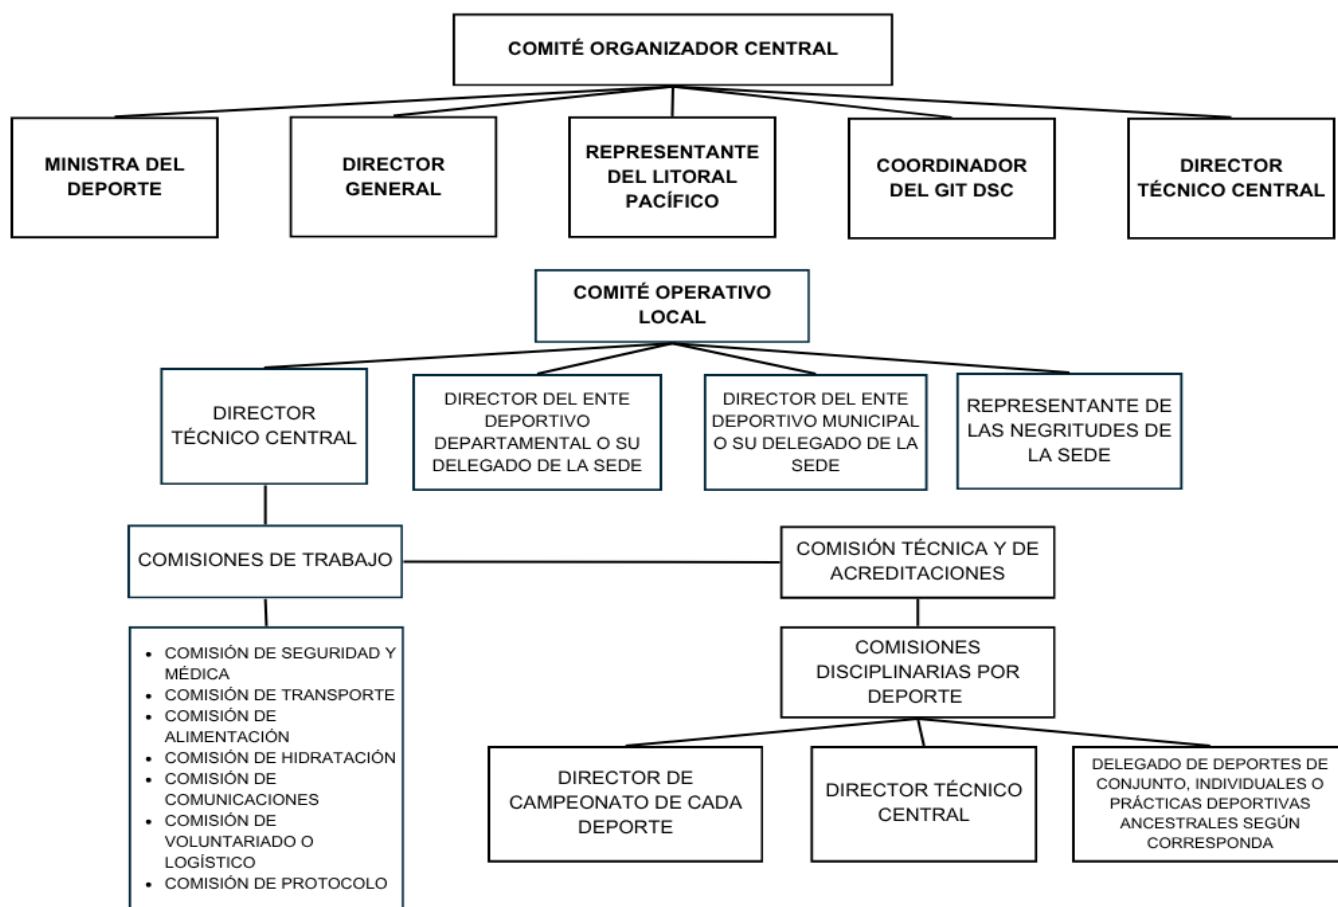 COMITÉ ORGANIZADOR CENTRAL
MINISTRA DEL
DEPORTE
DIRECTOR
GENERAL
REPRESENTANTE
DEL LITORAL
PACÍFICO
COORDINADOR
DEL GIT DSC
DIRECTOR
TÉCNICO CENTRAL
COMITÉ OPERATIVO
LOCAL
DIRECTOR
TÉCNICO CENTRAL
DIRECTOR DEL ENTE
DEPORTIVO
DEPARTAMENTAL O SU
DELEGADO DE LA SEDE
DIRECTOR DEL ENTE
DEPORTIVO MUNICIPAL
O SU DELEGADO DE LA
SEDE
REPRESENTANTE DE
LAS NEGRITUDES DE
LA SEDE
COMISIONES DE TRABAJO
COMISIÓN TÉCNICA Y DE
ACREDITACIONES
• COMISIÓN DE SEGURIDAD Y
MÉDICA
• COMISIÓN DE TRANSPORTE
• COMISIÓN DE
ALIMENTACIÓN
• COMISIÓN DE HIDRATACIÓN
• COMISIÓN DE
COMUNICACIONES
• COMISIÓN DE
VOLUNTARIADO O
LOGÍSTICO
• COMISIÓN DE PROTOCOLO
COMISIONES
DISCIPLINARIAS POR
DEPORTE
DIRECTOR DE
CAMPEONATO DE CADA
DEPORTE
DIRECTOR TÉCNICO
CENTRAL
DELEGADO DE DEPORTES DE
CONJUNTO, INDIVIDUALES O
PRÁCTICAS DEPORTIVAS
ANCESTRALES SEGÚN
CORRESPONDA